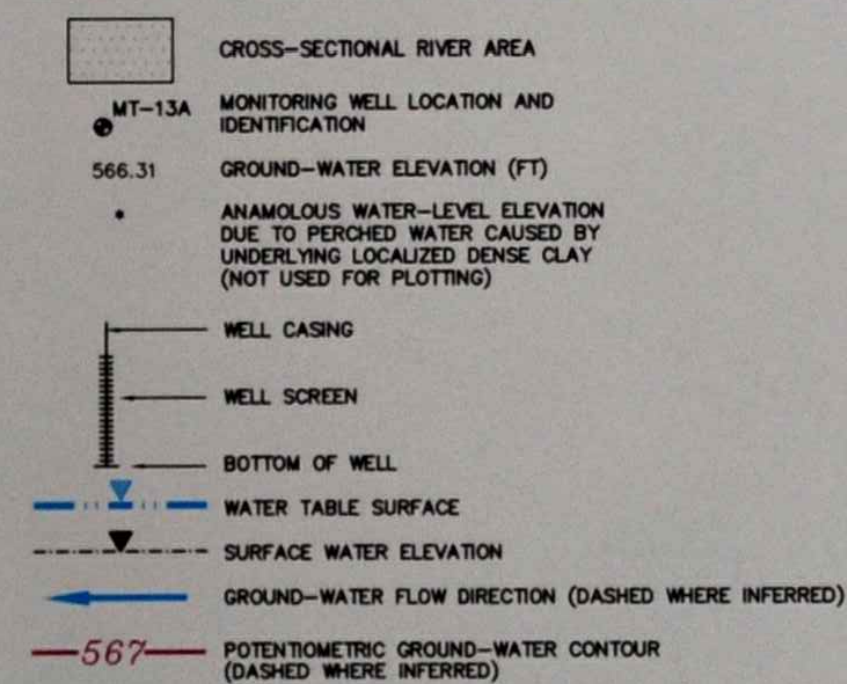 CROSS-SECTIONAL RIVER AREA
MT-13A
MONITORING WELL LOCATION AND
IDENTIFICATION
566.31
GROUND-WATER ELEVATION (FT)
ANAMOLOUS WATER-LEVEL ELEVATION
DUE TO PERCHED WATER CAUSED BY
UNDERLYING LOCALIZED DENSE CLAY
(NOT USED FOR PLOTTING)
WELL CASING
WELL SCREEN
BOTTOM OF WELL
WATER TABLE SURFACE
SURFACE WATER ELEVATION
GROUND-WATER FLOW DIRECTION (DASHED WHERE INFERRED)
567
POTENTIOMETRIC GROUND-WATER CONTOUR
(DASHED WHERE INFERRED)